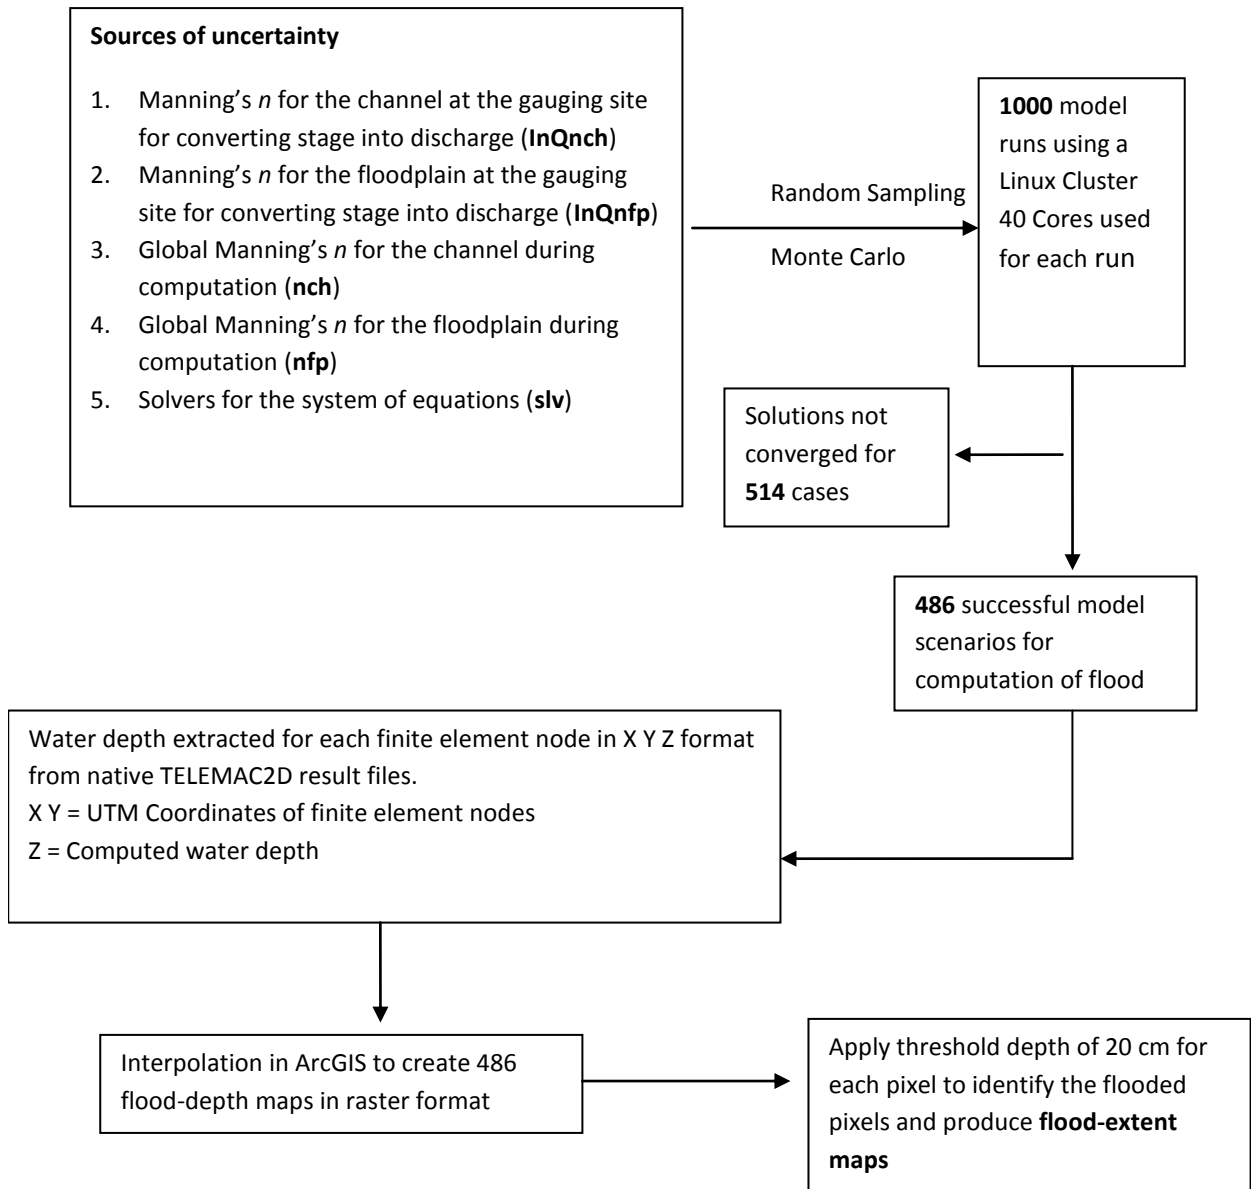 Sources of uncertainty
1. Manning's n for the channel at the gauging site
for converting stage into discharge (InQnch)
2. Manning's n for the floodplain at the gauging
site for converting stage into discharge (InQnfp)
3. Global Manning's n for the channel during
computation (nch)
4. Global Manning's n for the floodplain during
computation (nfp)
5. Solvers for the system of equations (slv)
Random Sampling
Monte Carlo
1000 model
runs using a
Linux Cluster
40 Cores used
for each run
Solutions not
converged for
514 cases
486 successful model
scenarios for
computation of flood
Water depth extracted for each finite element node in X Y Z format
from native TELEMAC2D result files.
X Y = UTM Coordinates of finite element nodes
Z = Computed water depth
Interpolation in ArcGIS to create 486
flood-depth maps in raster format
Apply threshold depth of 20 cm for
each pixel to identify the flooded
pixels and produce flood-extent
maps